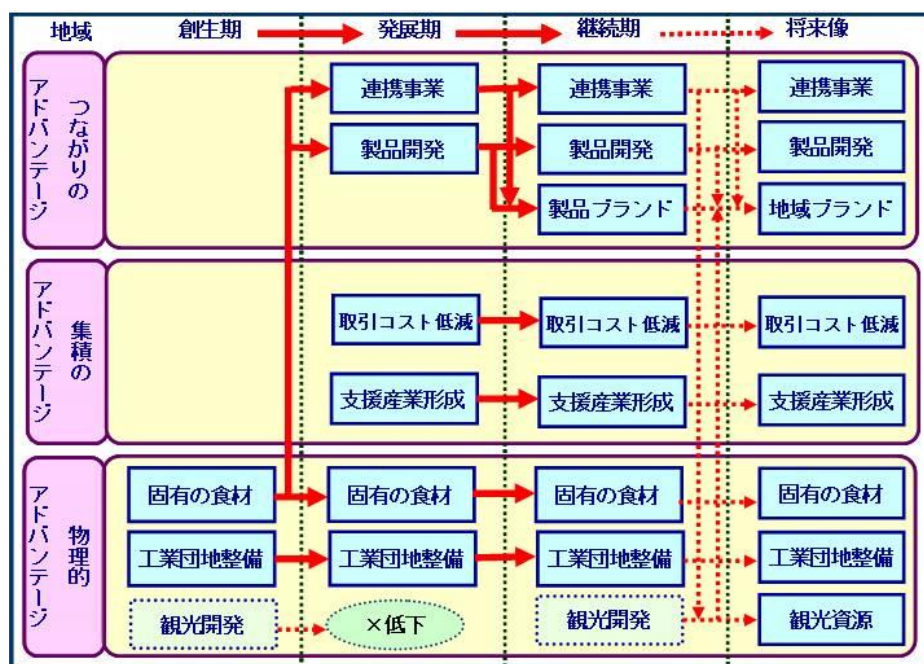 地域 創生期 発展期 継続期 将来像
つながりの
アドバンテージ
連携事業 連携事業 連携事業
製品開発 製品開発 製品開発
製品ブランド 地域ブランド
集積の
アドバンテージ
取引コスト低減 取引コスト低減 取引コスト低減
支援産業形成 支援産業形成 支援産業形成
物理的
アドバンテージ
固有の食材 固有の食材 固有の食材 固有の食材
工業団地整備 工業団地整備 工業団地整備 工業団地整備
観光開発 ×低下 観光開発 観光資源